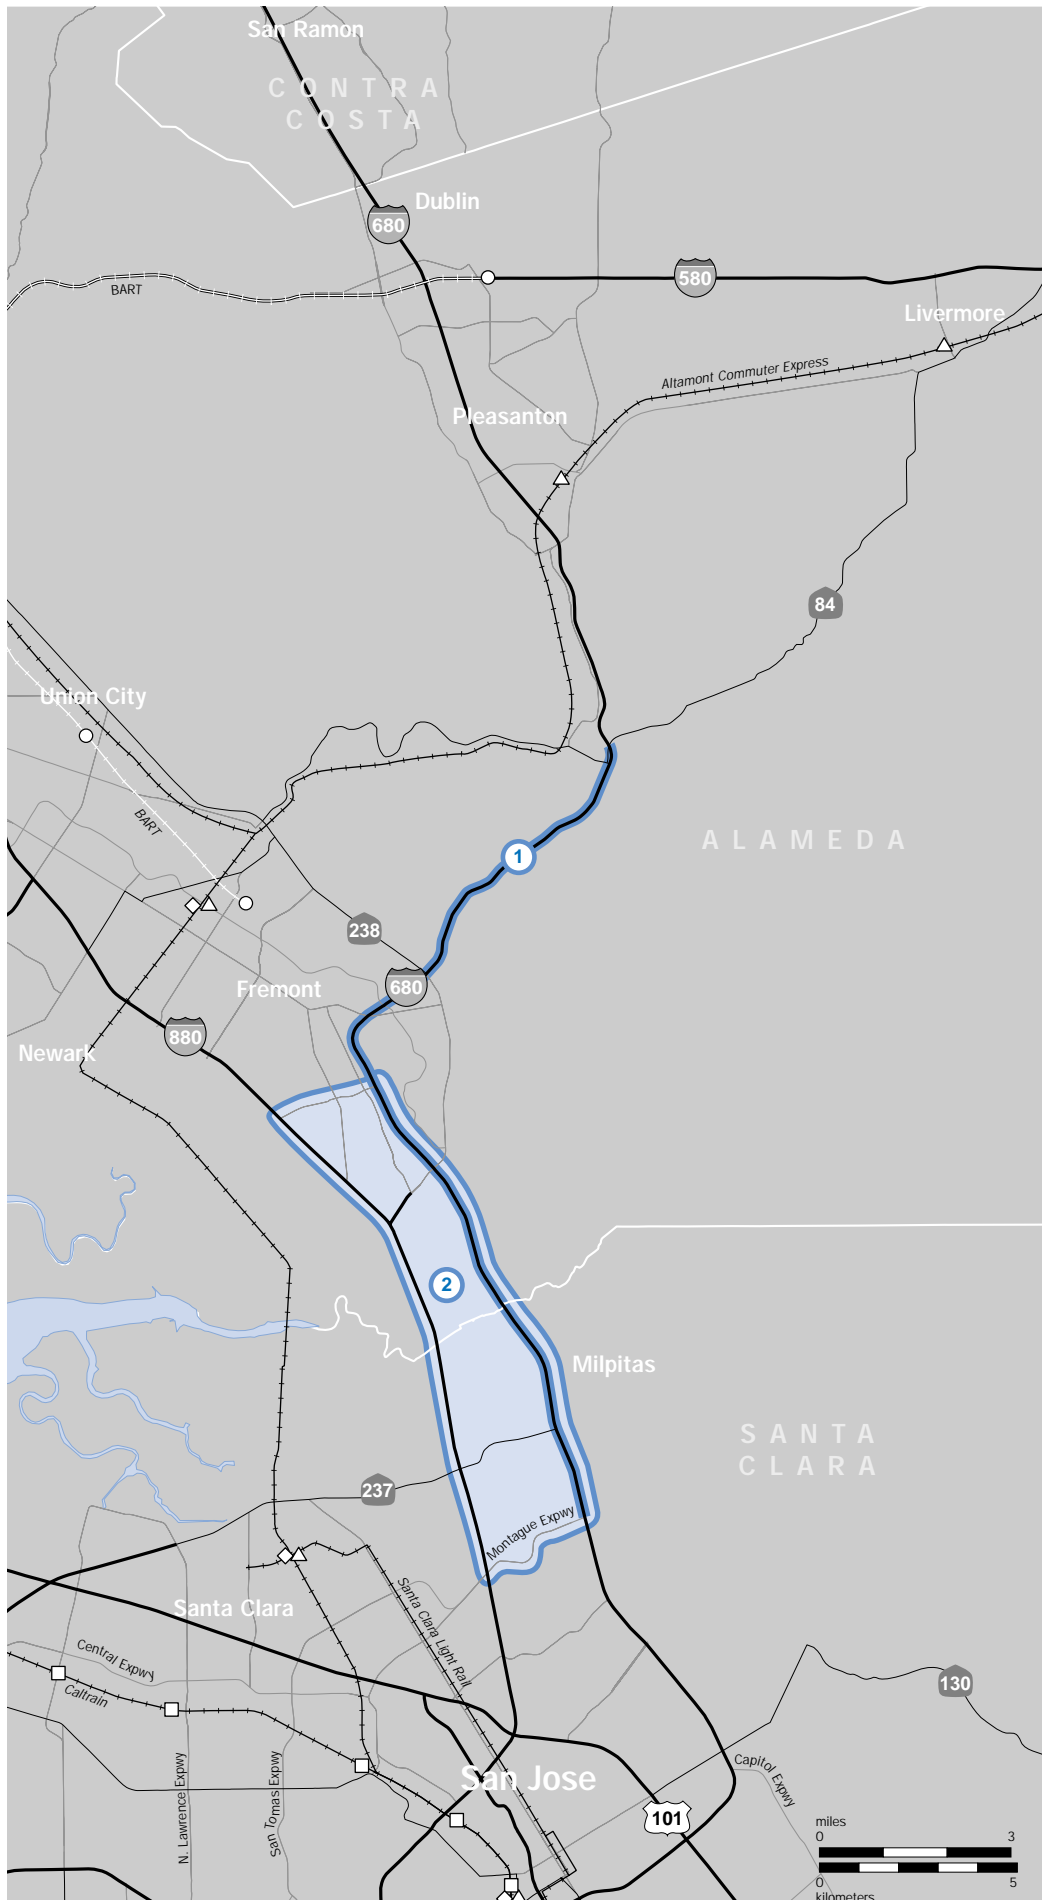 San Ramon
CONTRA
COSTA
Dublin
680
580
BART
Livermore
Altamont Commuter Express
Pleasanton
84
Union City
BART
ALAMEDA
1
238
680
Fremont
880
Newark
2
Milpitas
SANTA
CLARA
237
Montague Expwy
Santa Clara Light Rail
Santa Clara
Central Expwy
Caltrain
130
N. Lawrence Expwy
San Tomas Expwy
San Jose
Capitol Expwy
101
miles
0 3
0 5
kilometers